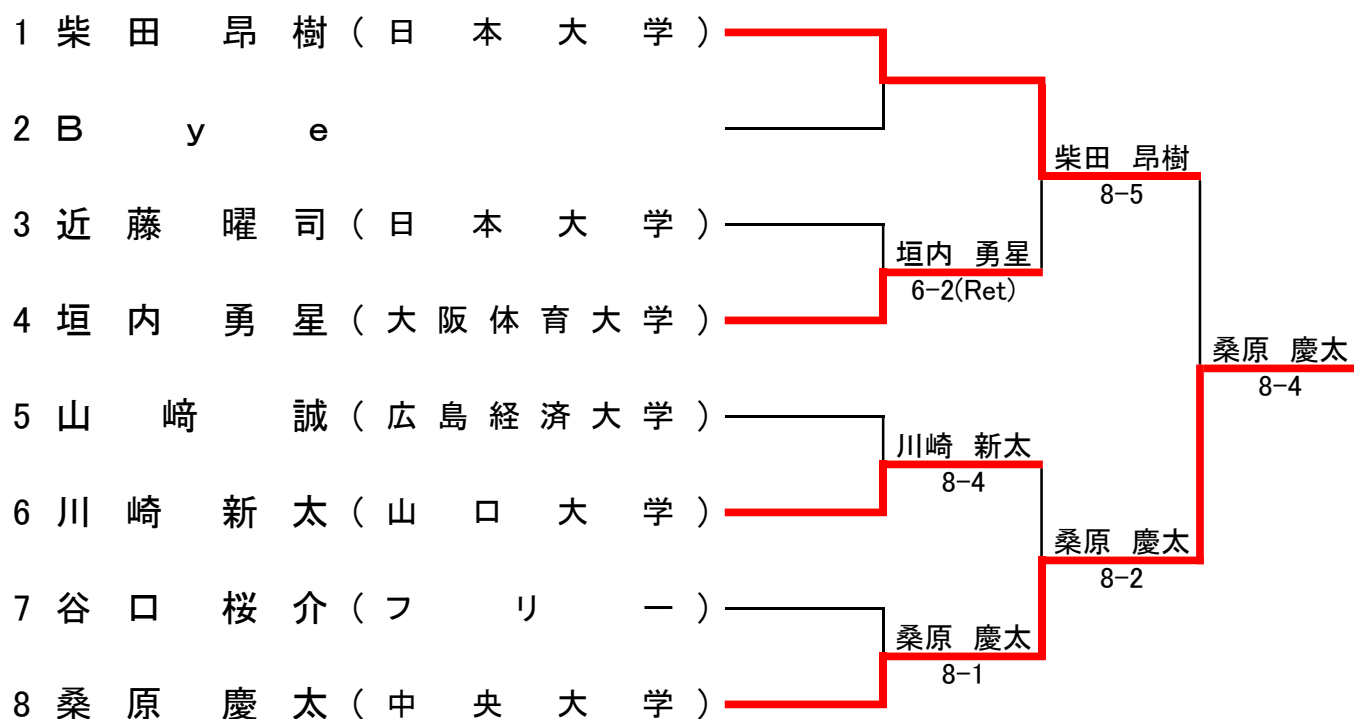 1 柴田 昂樹 (日本大学)
2 Bye
柴田 昂樹
8-5
3 近藤 曜司 (日本大学)
垣内 勇星
6-2(Ret)
4 垣内 勇星 (大阪体育大学)
桑原 慶太
8-4
5 山﨑 誠 (広島経済大学)
川崎 新太
8-4
6 川崎 新太 (山口大学)
桑原 慶太
8-2
7 谷口 桜介 (フリー)
桑原 慶太
8-1
8 桑原 慶太 (中央大学)